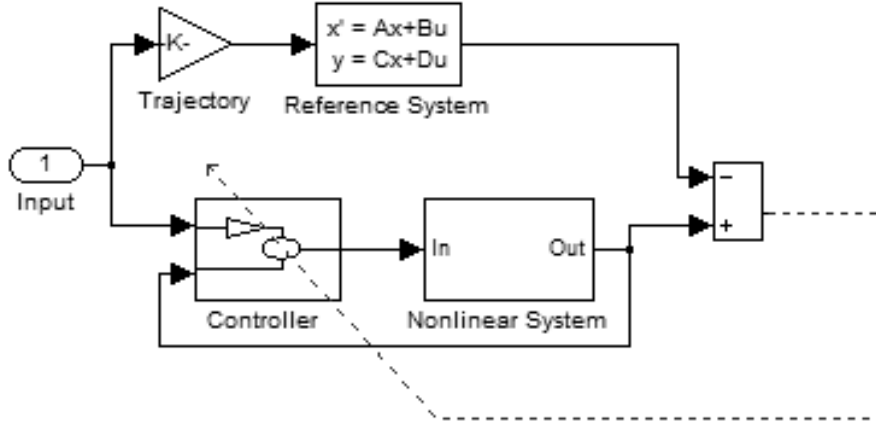 -K-
Trajectory
x' = Ax+Bu
y = Cx+Du
Reference System
1
Input
Controller
In
Out
Nonlinear System
−
+